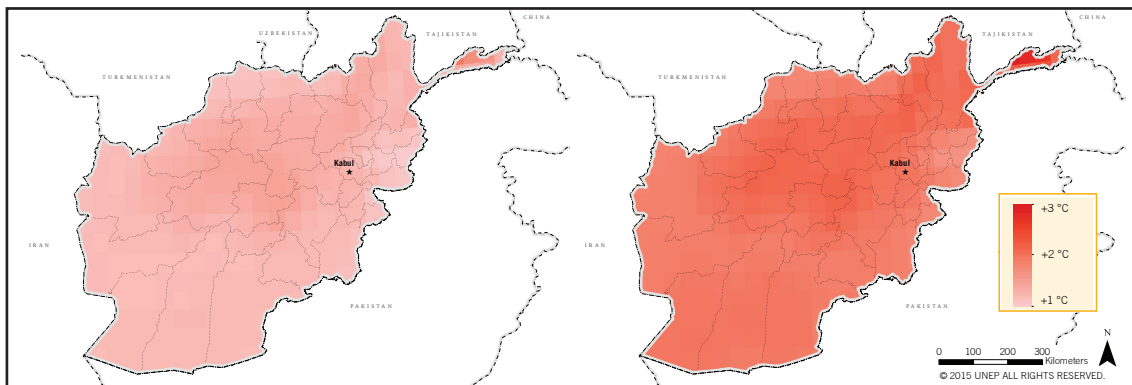 CHINA
UZBEKISTAN
TAJIKISTAN
TURKMENISTAN
Kabul
IRAN
PAKISTAN
CHINA
UZBEKISTAN
TAJIKISTAN
TURKMENISTAN
Kabul
IRAN
PAKISTAN
+3 °C
+2 °C
+1 °C
N
0 100 200 300
Kilometers
© 2015 UNEP ALL RIGHTS RESERVED.